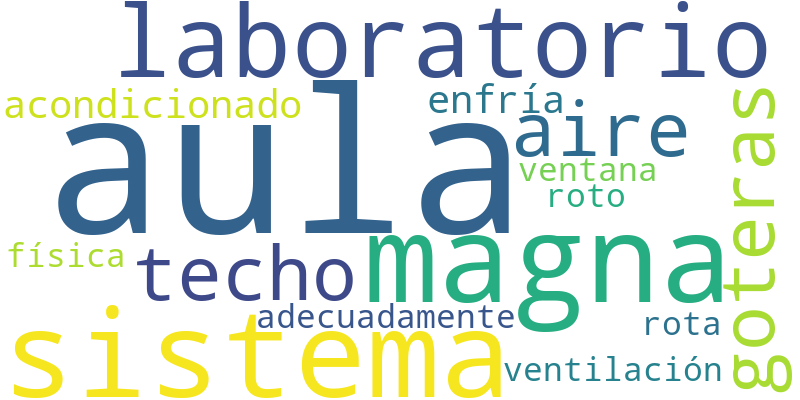 laboratorio
acondicionado
enfría
aula
aire
ventana
roto
goteras
física
techo
magna
adecuadamente
rota
sistema
ventilación